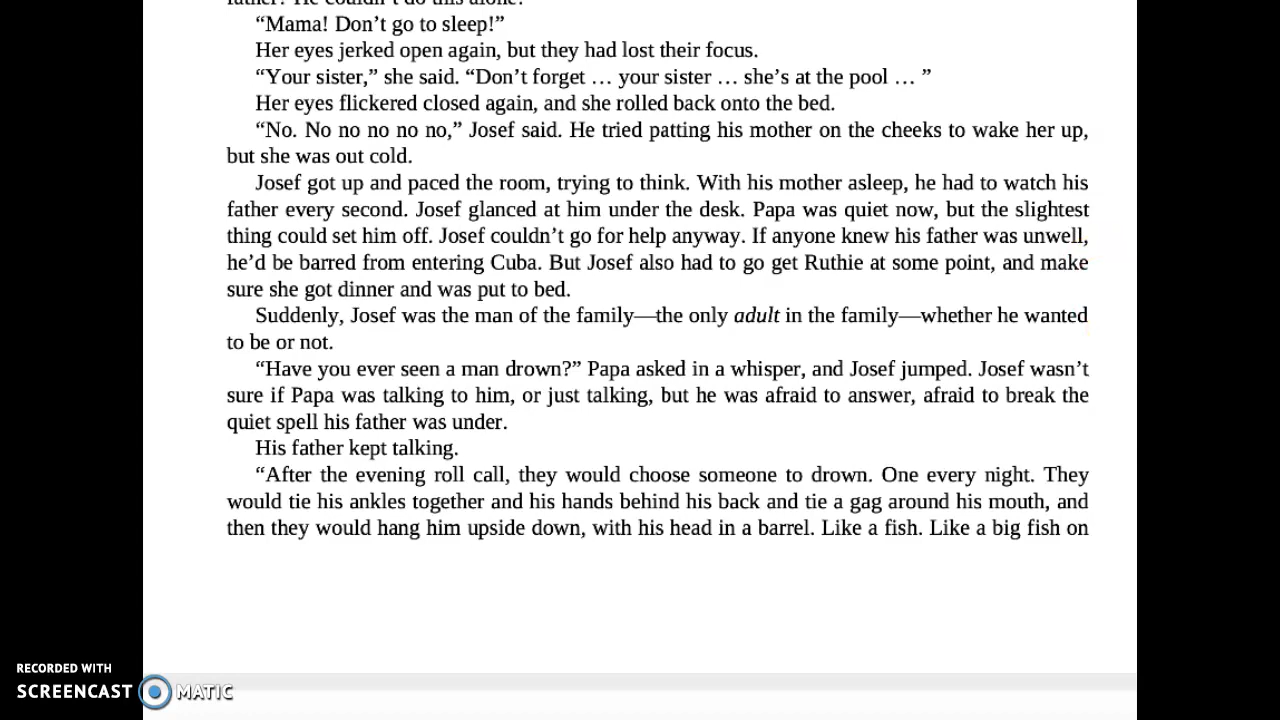 father? He couldn't do this alone.
“Mama! Don’t go to sleep!”
Her eyes jerked open again, but they had lost their focus.
“Your sister,” she said. “Don’t forget … your sister … she’s at the pool … ”
Her eyes flickered closed again, and she rolled back onto the bed.
“No. No no no no no,” Josef said. He tried patting his mother on the cheeks to wake her up,
but she was out cold.
Josef got up and paced the room, trying to think. With his mother asleep, he had to watch his
father every second. Josef glanced at him under the desk. Papa was quiet now, but the slightest
thing could set him off. Josef couldn’t go for help anyway. If anyone knew his father was unwell,
he’d be barred from entering Cuba. But Josef also had to go get Ruthie at some point, and make
sure she got dinner and was put to bed.
Suddenly, Josef was the man of the family—the only adult in the family—whether he wanted
to be or not.
“Have you ever seen a man drown?” Papa asked in a whisper, and Josef jumped. Josef wasn’t
sure if Papa was talking to him, or just talking, but he was afraid to answer, afraid to break the
quiet spell his father was under.
His father kept talking.
“After the evening roll call, they would choose someone to drown. One every night. They
would tie his ankles together and his hands behind his back and tie a gag around his mouth, and
then they would hang him upside down, with his head in a barrel. Like a fish. Like a big fish on
RECORDED WITH
SCREENCAST MATIC